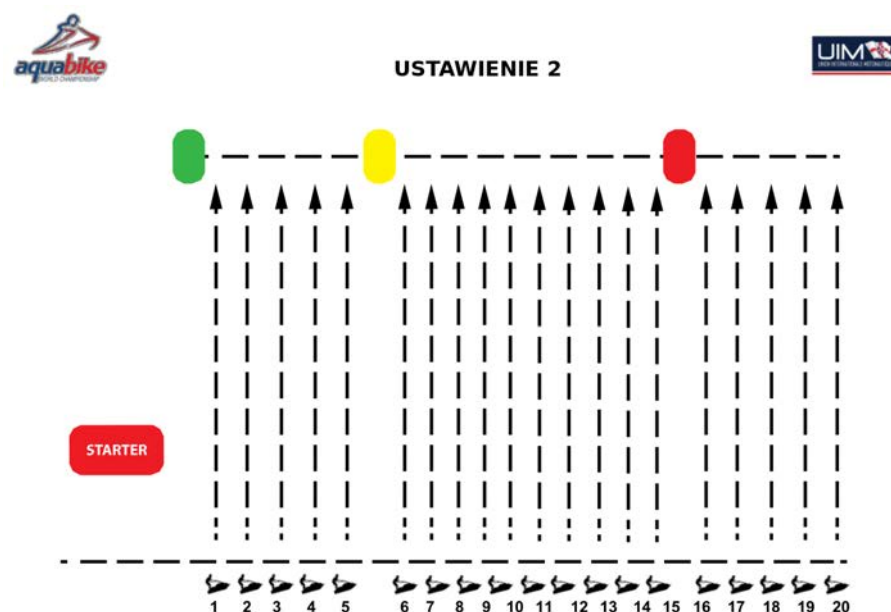 aquabike
WORLD CHAMPIONSHIP
UIM
USTAWIENIE 2
STARTER
1 2 3 4 5 6 7 8 9 10 11 12 13 14 15 16 17 18 19 20